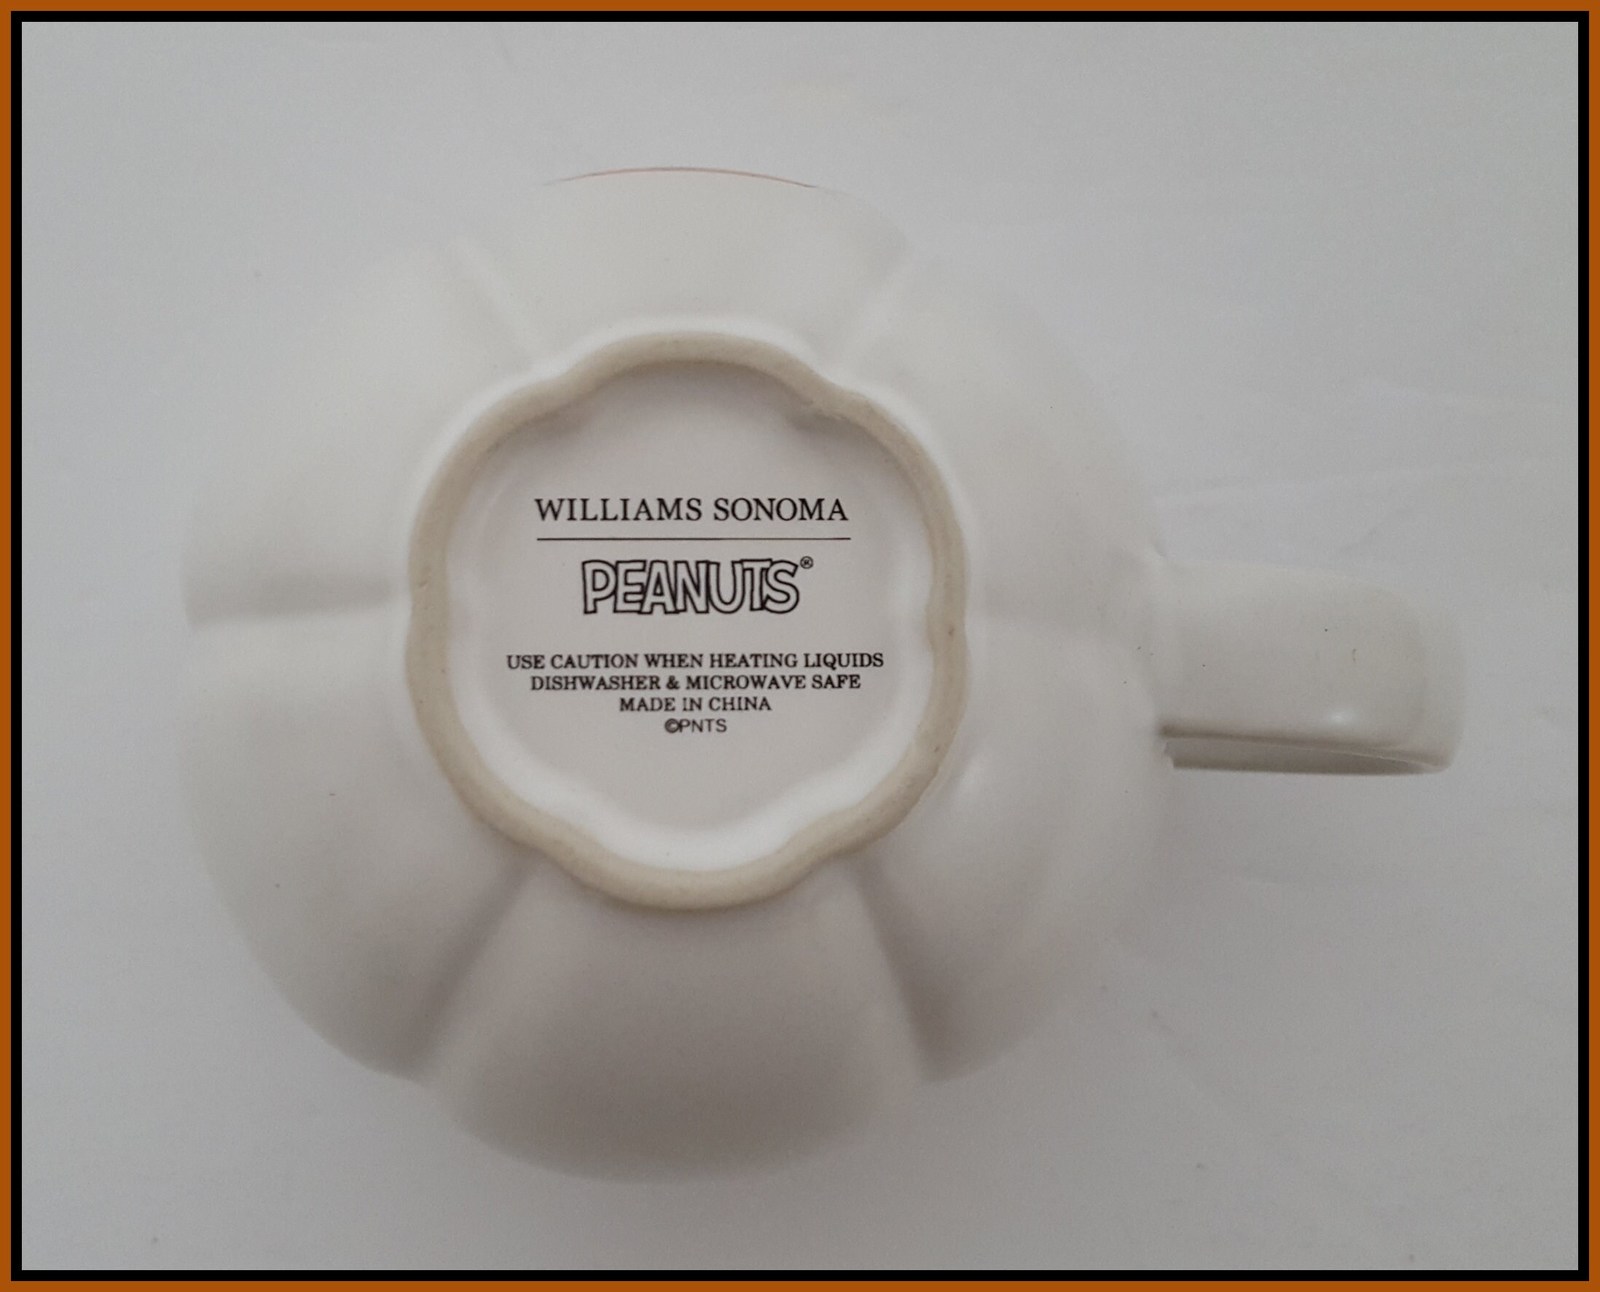 WILLIAMS SONOMA
PEANUTS®
USE CAUTION WHEN HEATING LIQUIDS
DISHWASHER & MICROWAVE SAFE
MADE IN CHINA
©PNTS